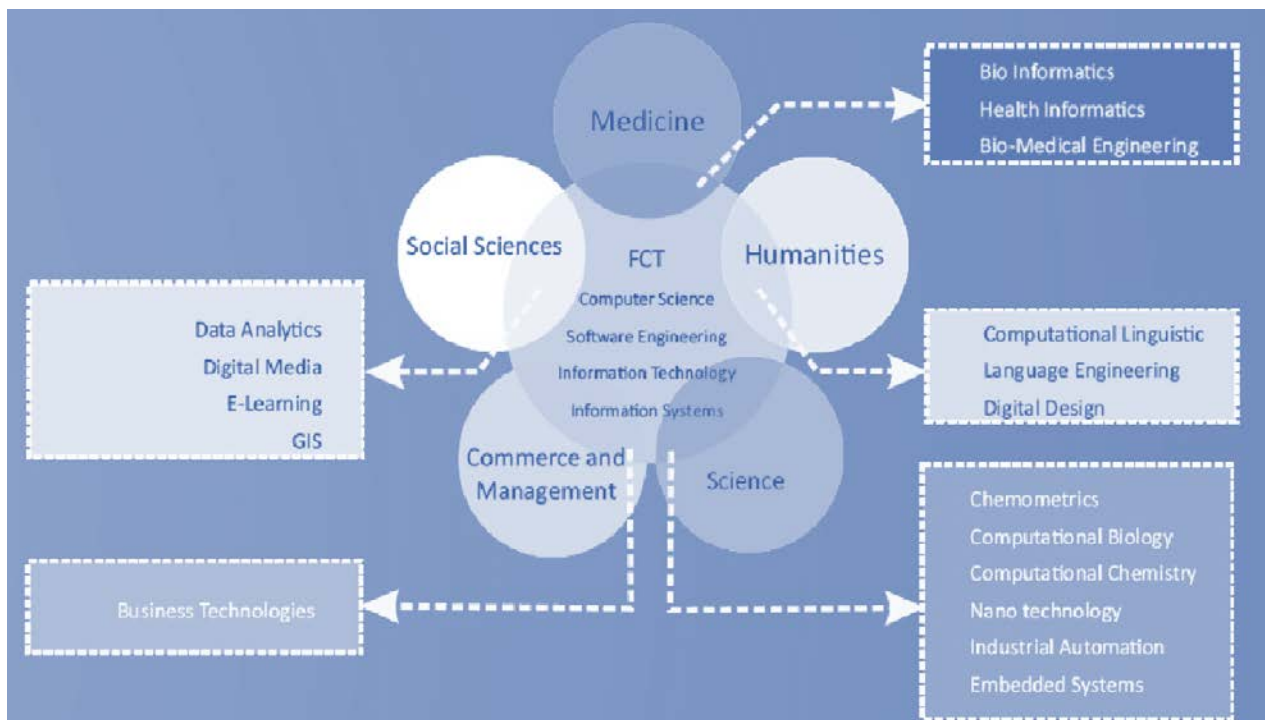 Medicine
Social Sciences
Humanities
FCT
Computer Science
Software Engineering
Information Technology
Information Systems
Commerce and
Management
Science
Bio Informatics
Health Informatics
Bio-Medical Engineering
Data Analytics
Digital Media
E-Learning
GIS
Computational Linguistic
Language Engineering
Digital Design
Business Technologies
Chemometrics
Computational Biology
Computational Chemistry
Nano technology
Industrial Automation
Embedded Systems